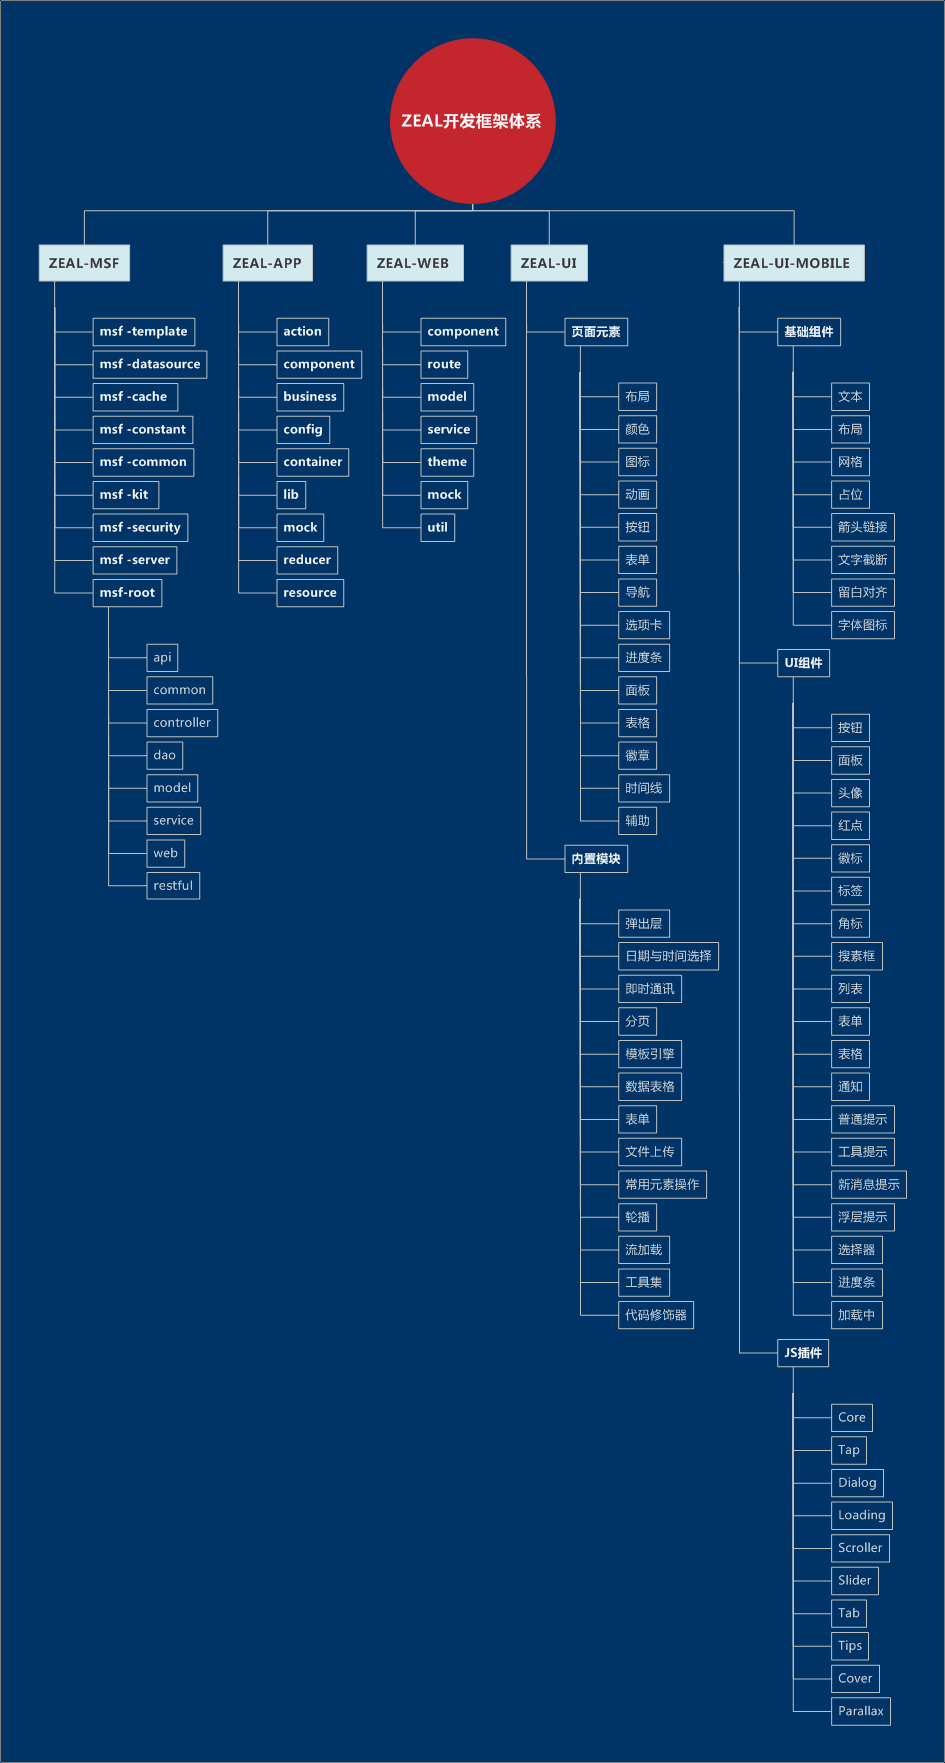 ZEAL开发框架体系
ZEAL-MSF
msf -template
msf -datasource
msf -cache
msf -constant
msf -common
msf -kit
msf -security
msf -server
msf-root
api
common
controller
dao
model
service
web
restful
ZEAL-APP
action
component
business
config
container
lib
mock
reducer
resource
ZEAL-WEB
component
route
model
service
theme
mock
util
ZEAL-UI
页面元素
布局
颜色
图标
动画
按钮
表单
导航
选项卡
进度条
面板
表格
徽章
时间线
辅助
内置模块
弹出层
日期与时间选择
即时通讯
分页
模板引擎
数据表格
表单
文件上传
常用元素操作
轮播
流加载
工具集
代码修饰器
ZEAL-UI-MOBILE
基础组件
文本
布局
网格
占位
箭头链接
文字截断
留白对齐
字体图标
UI组件
按钮
面板
头像
红点
徽标
标签
角标
搜素框
列表
表单
表格
通知
普通提示
工具提示
新消息提示
浮层提示
选择器
进度条
加载中
JS插件
Core
Tap
Dialog
Loading
Scroller
Slider
Tab
Tips
Cover
Parallax